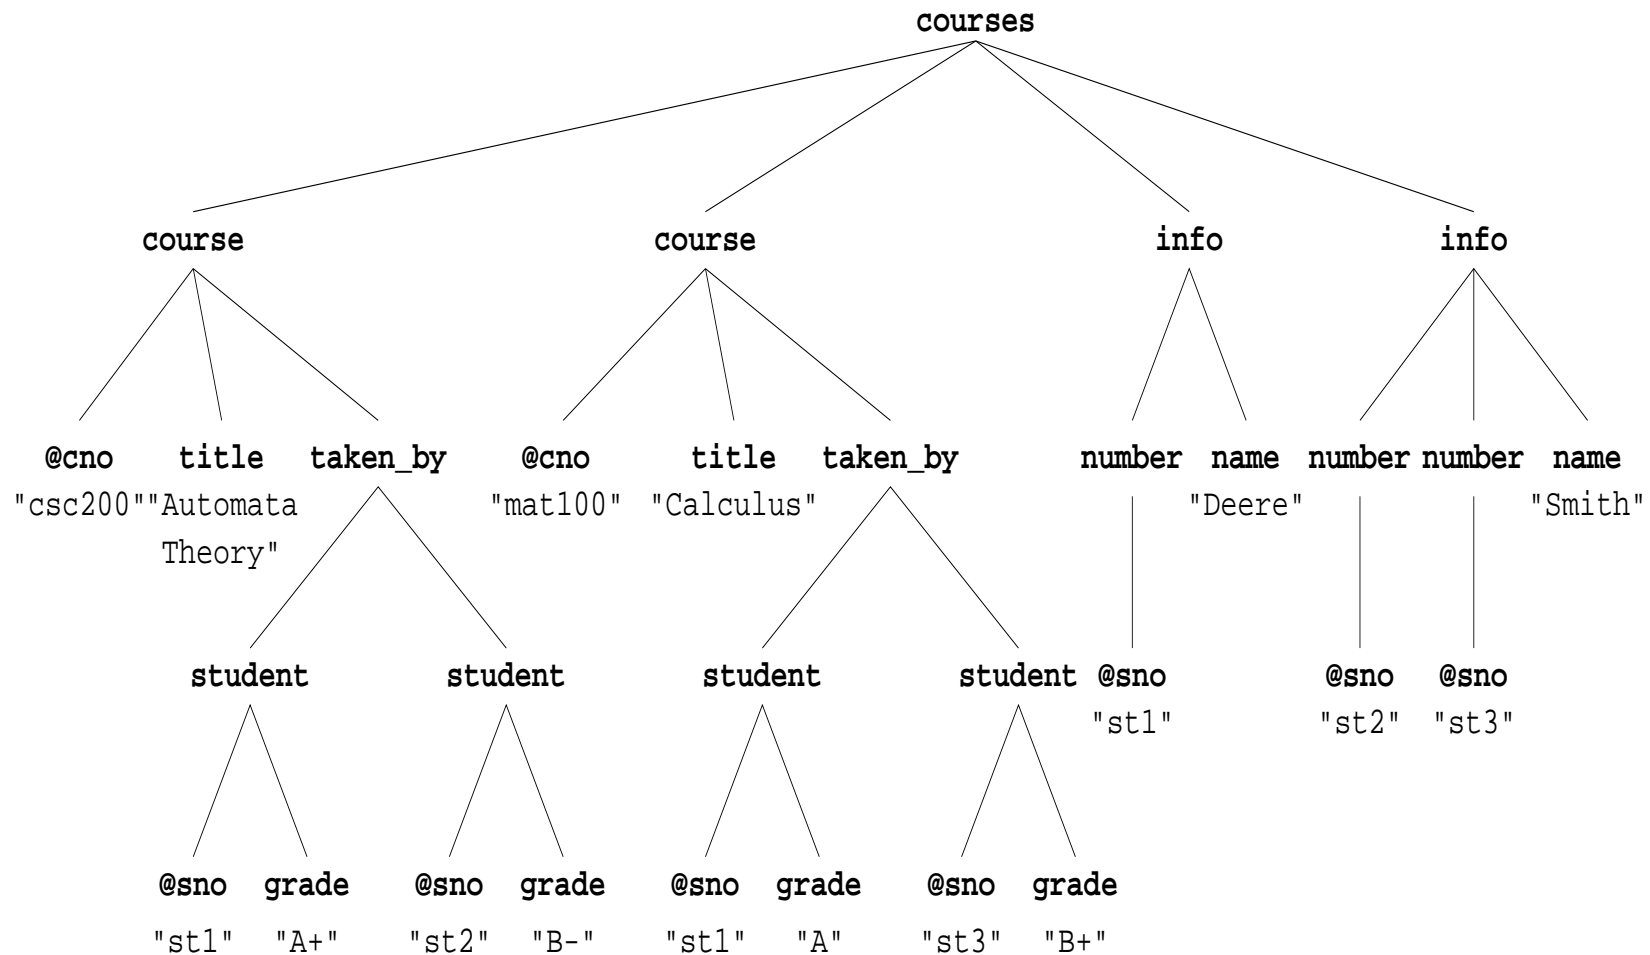 courses
course course info info
@cno title taken_by @cno title taken_by number name number number name
"csc200" "Automata "mat100" "Calculus" "Deere" "Smith"
Theory"
student student student student @sno @sno @sno
"st1" "st2" "st3"
@sno grade @sno grade @sno grade @sno grade
"st1" "A+" "st2" "B-" "st1" "A" "st3" "B+"